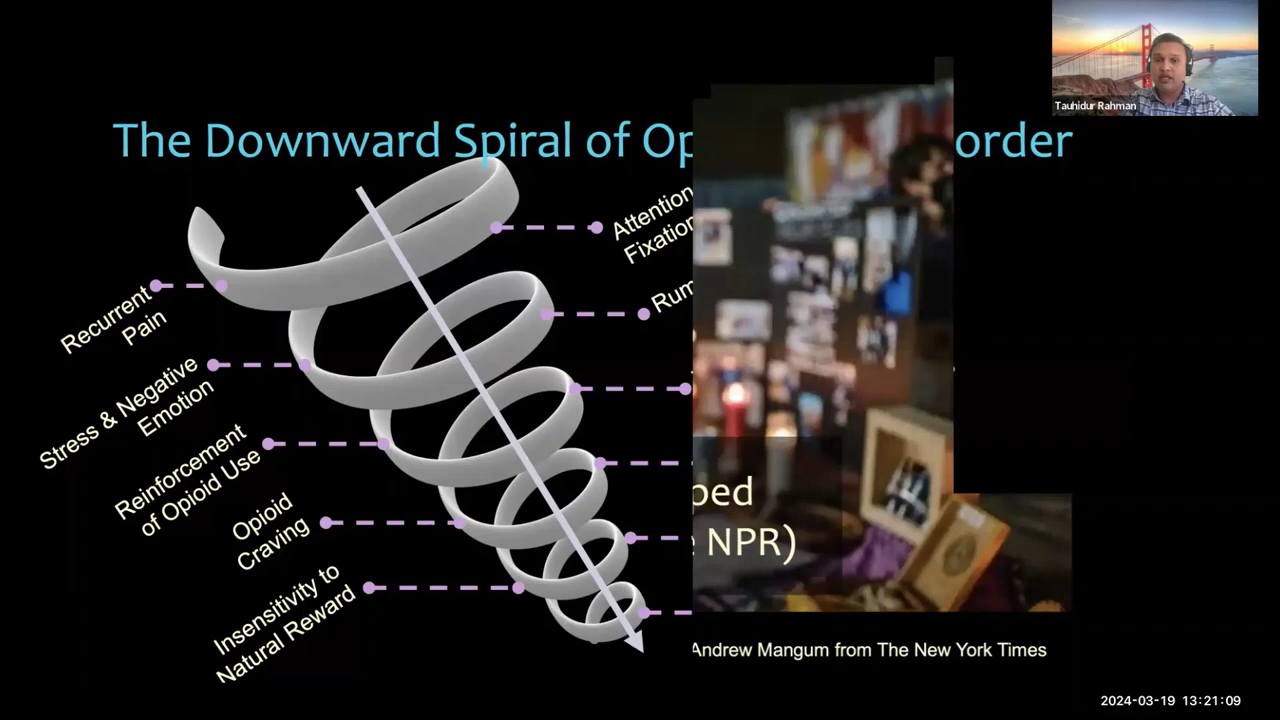 Tauhidur Rahman
The Downward Spiral of Op
order
Attention
Fixation
Recurrent
Pain
Rum
Stress & Negative
Emotion
Reinforcement
of Opioid Use
Opioid
Craving
Insensitivity to
Natural Reward
ped
NPR)
Andrew Mangum from The New York Times
2024-03-19 13:21:09